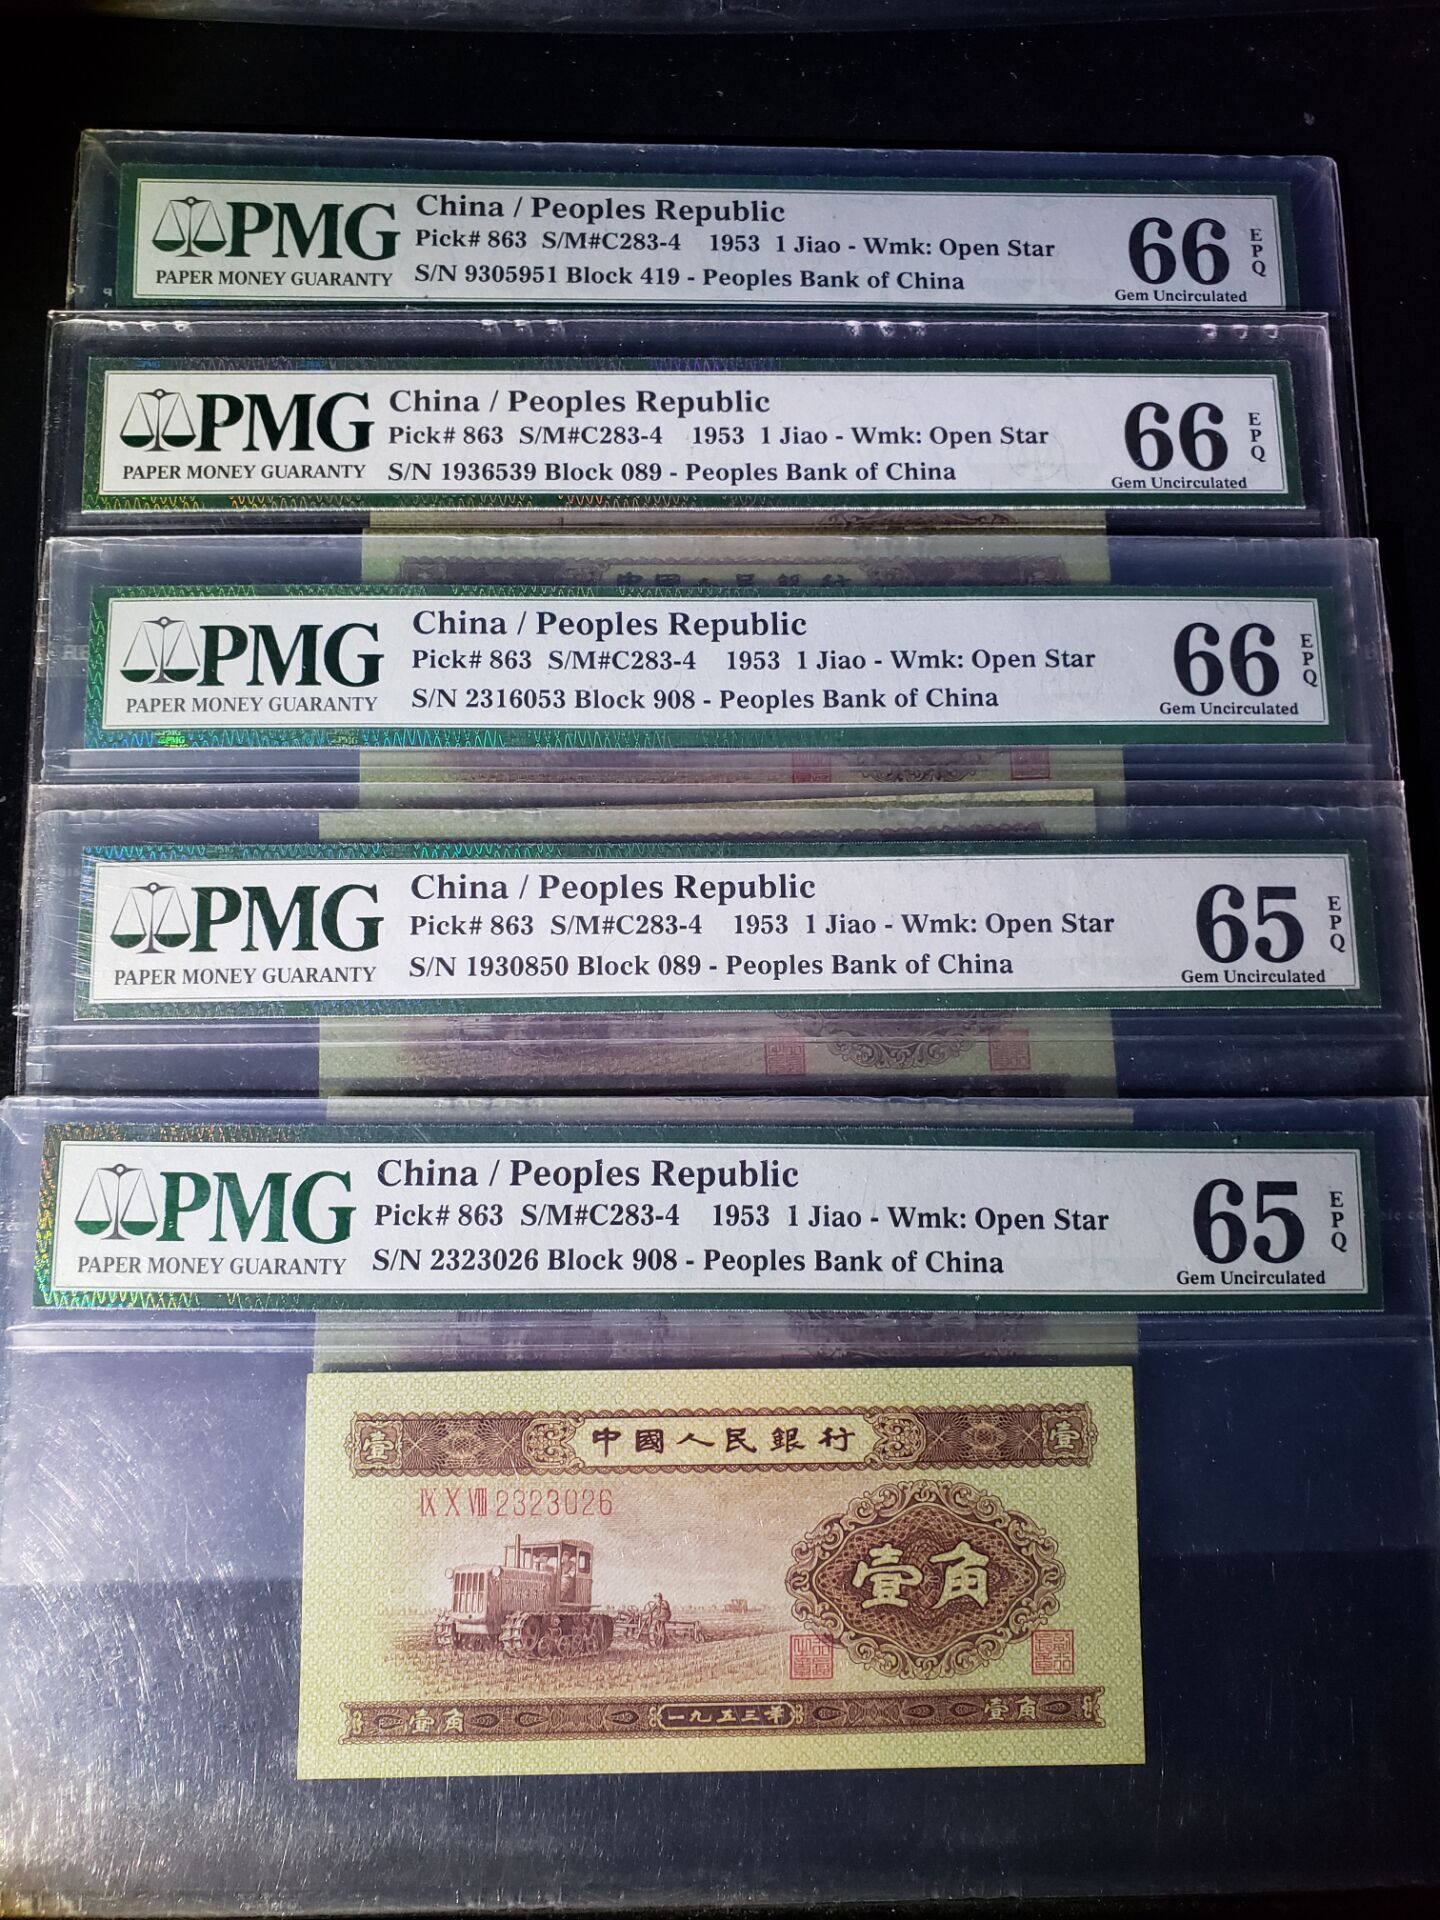 PMG
PAPER MONEY GUARANTY
China / Peoples Republic
Pick# 863 S/M#C283-4 1953 1 Jiao - Wmk: Open Star
S/N 9305951 Block 419 - Peoples Bank of China
66
EPQ
Gem Uncirculated
PMG
PAPER MONEY GUARANTY
China / Peoples Republic
Pick# 863 S/M#C283-4 1953 1 Jiao - Wmk: Open Star
S/N 1936539 Block 089 - Peoples Bank of China
66
EPQ
Gem Uncirculated
中國人民銀行
PMG
PAPER MONEY GUARANTY
China / Peoples Republic
Pick# 863 S/M#C283-4 1953 1 Jiao - Wmk: Open Star
S/N 2316053 Block 908 - Peoples Bank of China
66
EPQ
Gem Uncirculated
PMG
PAPER MONEY GUARANTY
China / Peoples Republic
Pick# 863 S/M#C283-4 1953 1 Jiao - Wmk: Open Star
S/N 1930850 Block 089 - Peoples Bank of China
65
EPQ
Gem Uncirculated
PMG
PAPER MONEY GUARANTY
China / Peoples Republic
Pick# 863 S/M#C283-4 1953 1 Jiao - Wmk: Open Star
S/N 2323026 Block 908 - Peoples Bank of China
65
EPQ
Gem Uncirculated
壹 中國人民銀行 壹
IX X VIII 2323026
壹角
壹角 一九五三年 壹角